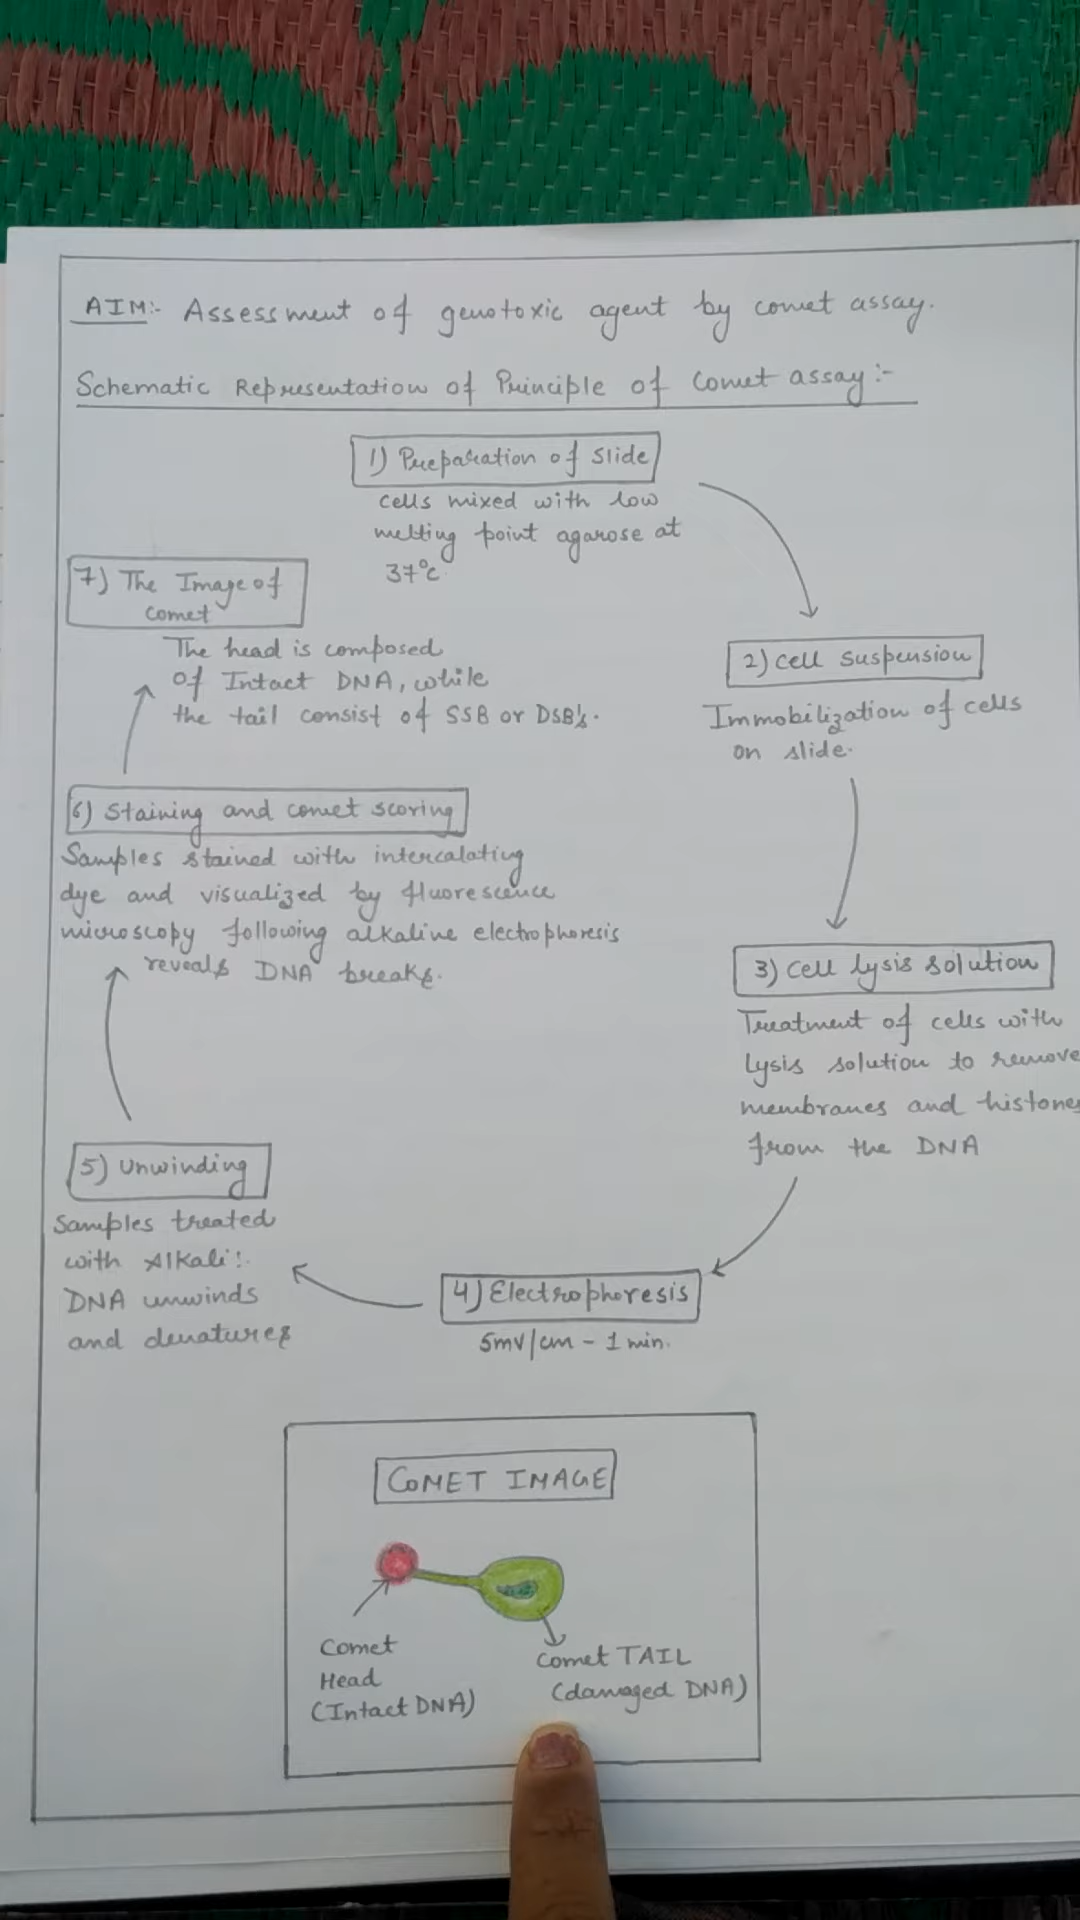 AIM:- Assessment of genotoxic agent by comet assay.
Schematic Representation of Principle of Comet assay:-
1) Preparation of slide
cells mixed with low
melting point agarose at
37°c.
2) Cell suspension
Immobilization of cells
on slide.
3) Cell lysis solution
Treatment of cells with
lysis solution to remove
membranes and histones
from the DNA
4) Electrophoresis
5mv/cm - 1 min.
5) Unwinding
Samples treated
with Alkali:.
DNA unwinds
and denatures
6) Staining and comet scoring
Samples stained with intercalating
dye and visualized by fluorescence
microscopy following alkaline electrophoresis
reveals DNA breaks.
7) The Image of
comet
The head is composed
of Intact DNA, while
the tail consist of SSB or DSB's.
COMET IMAGE
Comet
Head
(Intact DNA)
Comet TAIL
(damaged DNA)